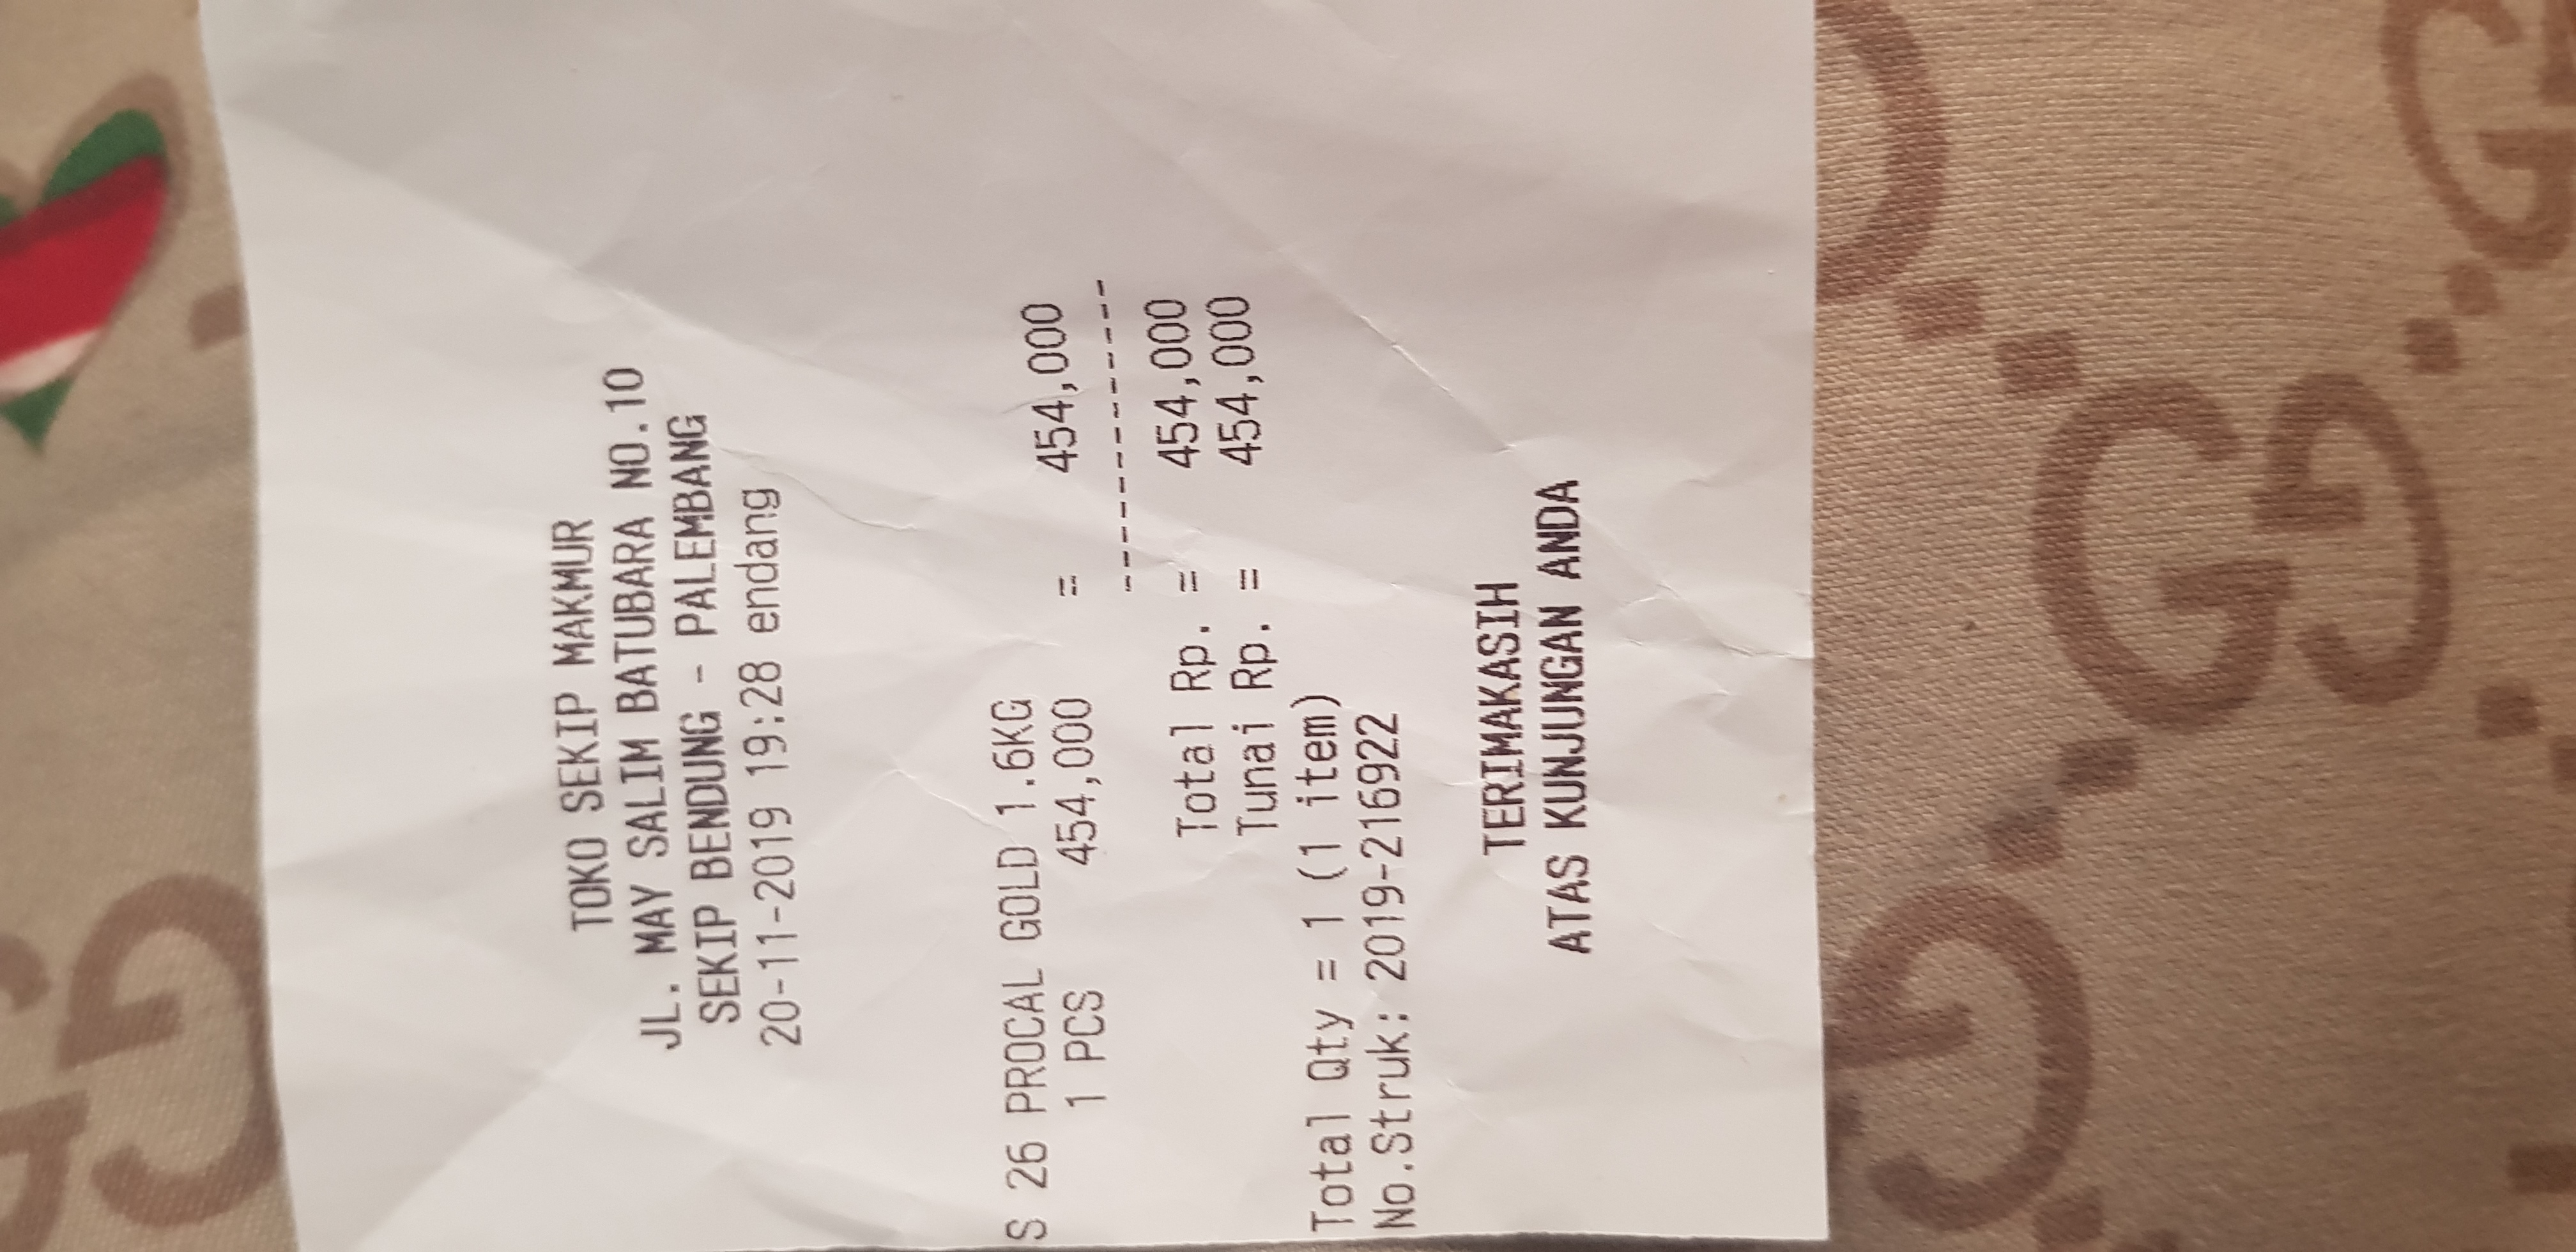 TOKO SEKIP MAKMUR
JL. MAY SALIM BATUBARA NO.10
SEKIP BENDUNG - PALEMBANG
20-11-2019 19:28 endang
S 26 PROCAL GOLD 1.6KG
1 PCS 454,000 = 454,000
-------------
Total Rp. = 454,000
Tunai Rp. = 454,000
Total Qty = 1 (1 item)
No.Struk: 2019-216922
TERIMAKASIH
ATAS KUNJUNGAN ANDA